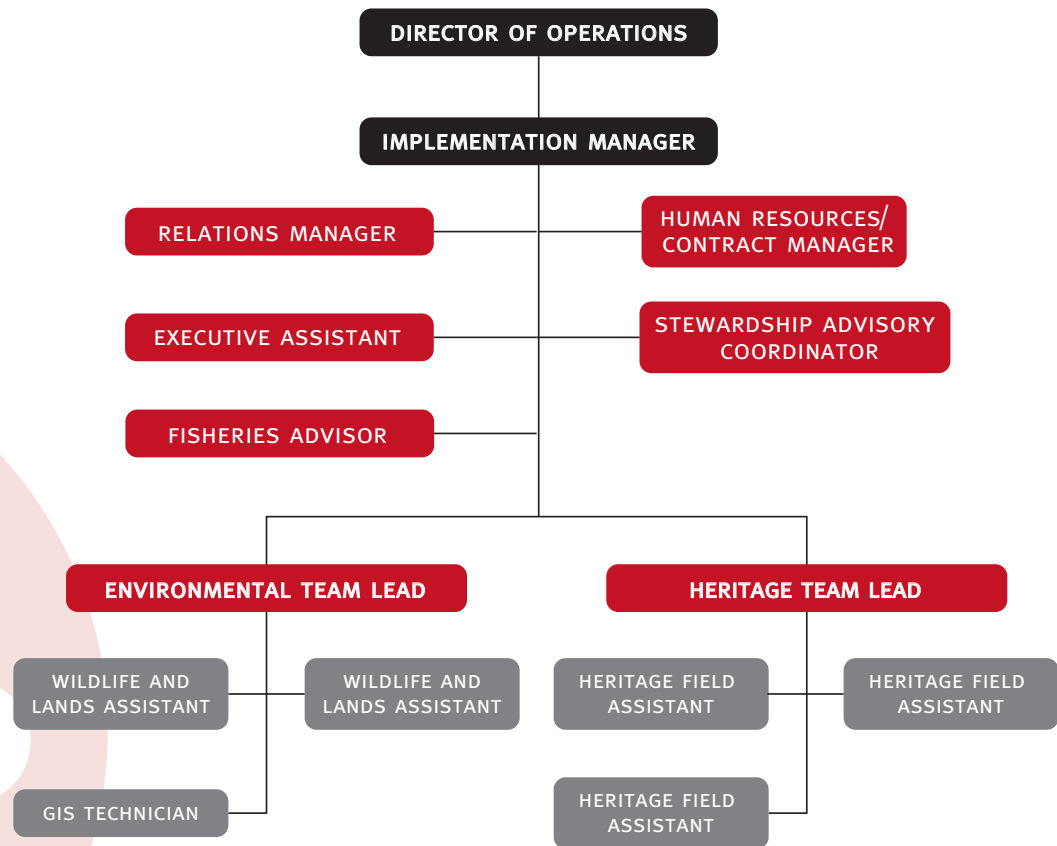 DIRECTOR OF OPERATIONS
IMPLEMENTATION MANAGER
RELATIONS MANAGER
HUMAN RESOURCES/
CONTRACT MANAGER
EXECUTIVE ASSISTANT
STEWARDSHIP ADVISORY
COORDINATOR
FISHERIES ADVISOR
ENVIRONMENTAL TEAM LEAD
HERITAGE TEAM LEAD
WILDLIFE AND
LANDS ASSISTANT
WILDLIFE AND
LANDS ASSISTANT
HERITAGE FIELD
ASSISTANT
HERITAGE FIELD
ASSISTANT
GIS TECHNICIAN
HERITAGE FIELD
ASSISTANT